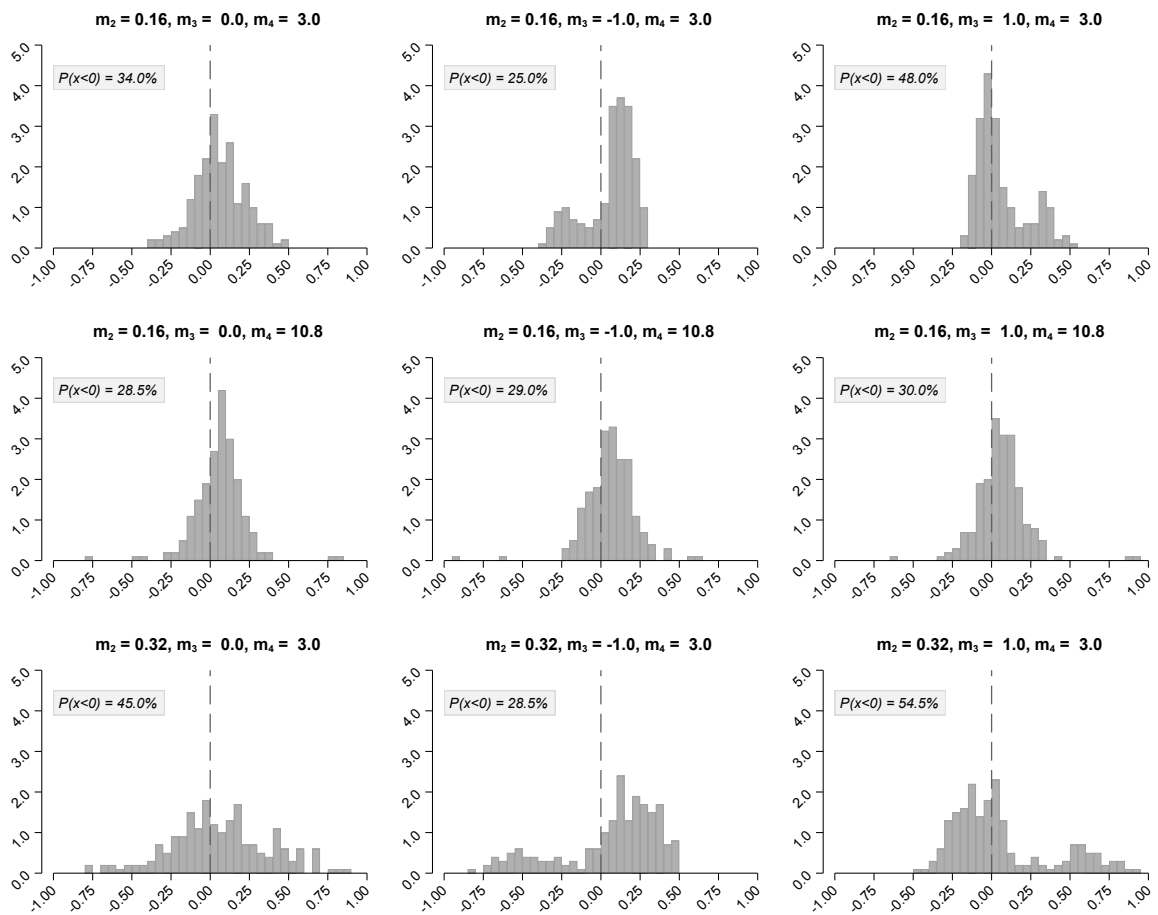 m₂ = 0.16, m₃ = 0.0, m₄ = 3.0
P(x<0) = 34.0%
0.0 1.0 2.0 3.0 4.0 5.0
-1.00 -0.75 -0.50 -0.25 0.00 0.25 0.50 0.75 1.00
m₂ = 0.16, m₃ = -1.0, m₄ = 3.0
P(x<0) = 25.0%
0.0 1.0 2.0 3.0 4.0 5.0
-1.00 -0.75 -0.50 -0.25 0.00 0.25 0.50 0.75 1.00
m₂ = 0.16, m₃ = 1.0, m₄ = 3.0
P(x<0) = 48.0%
0.0 1.0 2.0 3.0 4.0 5.0
-1.00 -0.75 -0.50 -0.25 0.00 0.25 0.50 0.75 1.00
m₂ = 0.16, m₃ = 0.0, m₄ = 10.8
P(x<0) = 28.5%
0.0 1.0 2.0 3.0 4.0 5.0
-1.00 -0.75 -0.50 -0.25 0.00 0.25 0.50 0.75 1.00
m₂ = 0.16, m₃ = -1.0, m₄ = 10.8
P(x<0) = 29.0%
0.0 1.0 2.0 3.0 4.0 5.0
-1.00 -0.75 -0.50 -0.25 0.00 0.25 0.50 0.75 1.00
m₂ = 0.16, m₃ = 1.0, m₄ = 10.8
P(x<0) = 30.0%
0.0 1.0 2.0 3.0 4.0 5.0
-1.00 -0.75 -0.50 -0.25 0.00 0.25 0.50 0.75 1.00
m₂ = 0.32, m₃ = 0.0, m₄ = 3.0
P(x<0) = 45.0%
0.0 1.0 2.0 3.0 4.0 5.0
-1.00 -0.75 -0.50 -0.25 0.00 0.25 0.50 0.75 1.00
m₂ = 0.32, m₃ = -1.0, m₄ = 3.0
P(x<0) = 28.5%
0.0 1.0 2.0 3.0 4.0 5.0
-1.00 -0.75 -0.50 -0.25 0.00 0.25 0.50 0.75 1.00
m₂ = 0.32, m₃ = 1.0, m₄ = 3.0
P(x<0) = 54.5%
0.0 1.0 2.0 3.0 4.0 5.0
-1.00 -0.75 -0.50 -0.25 0.00 0.25 0.50 0.75 1.00